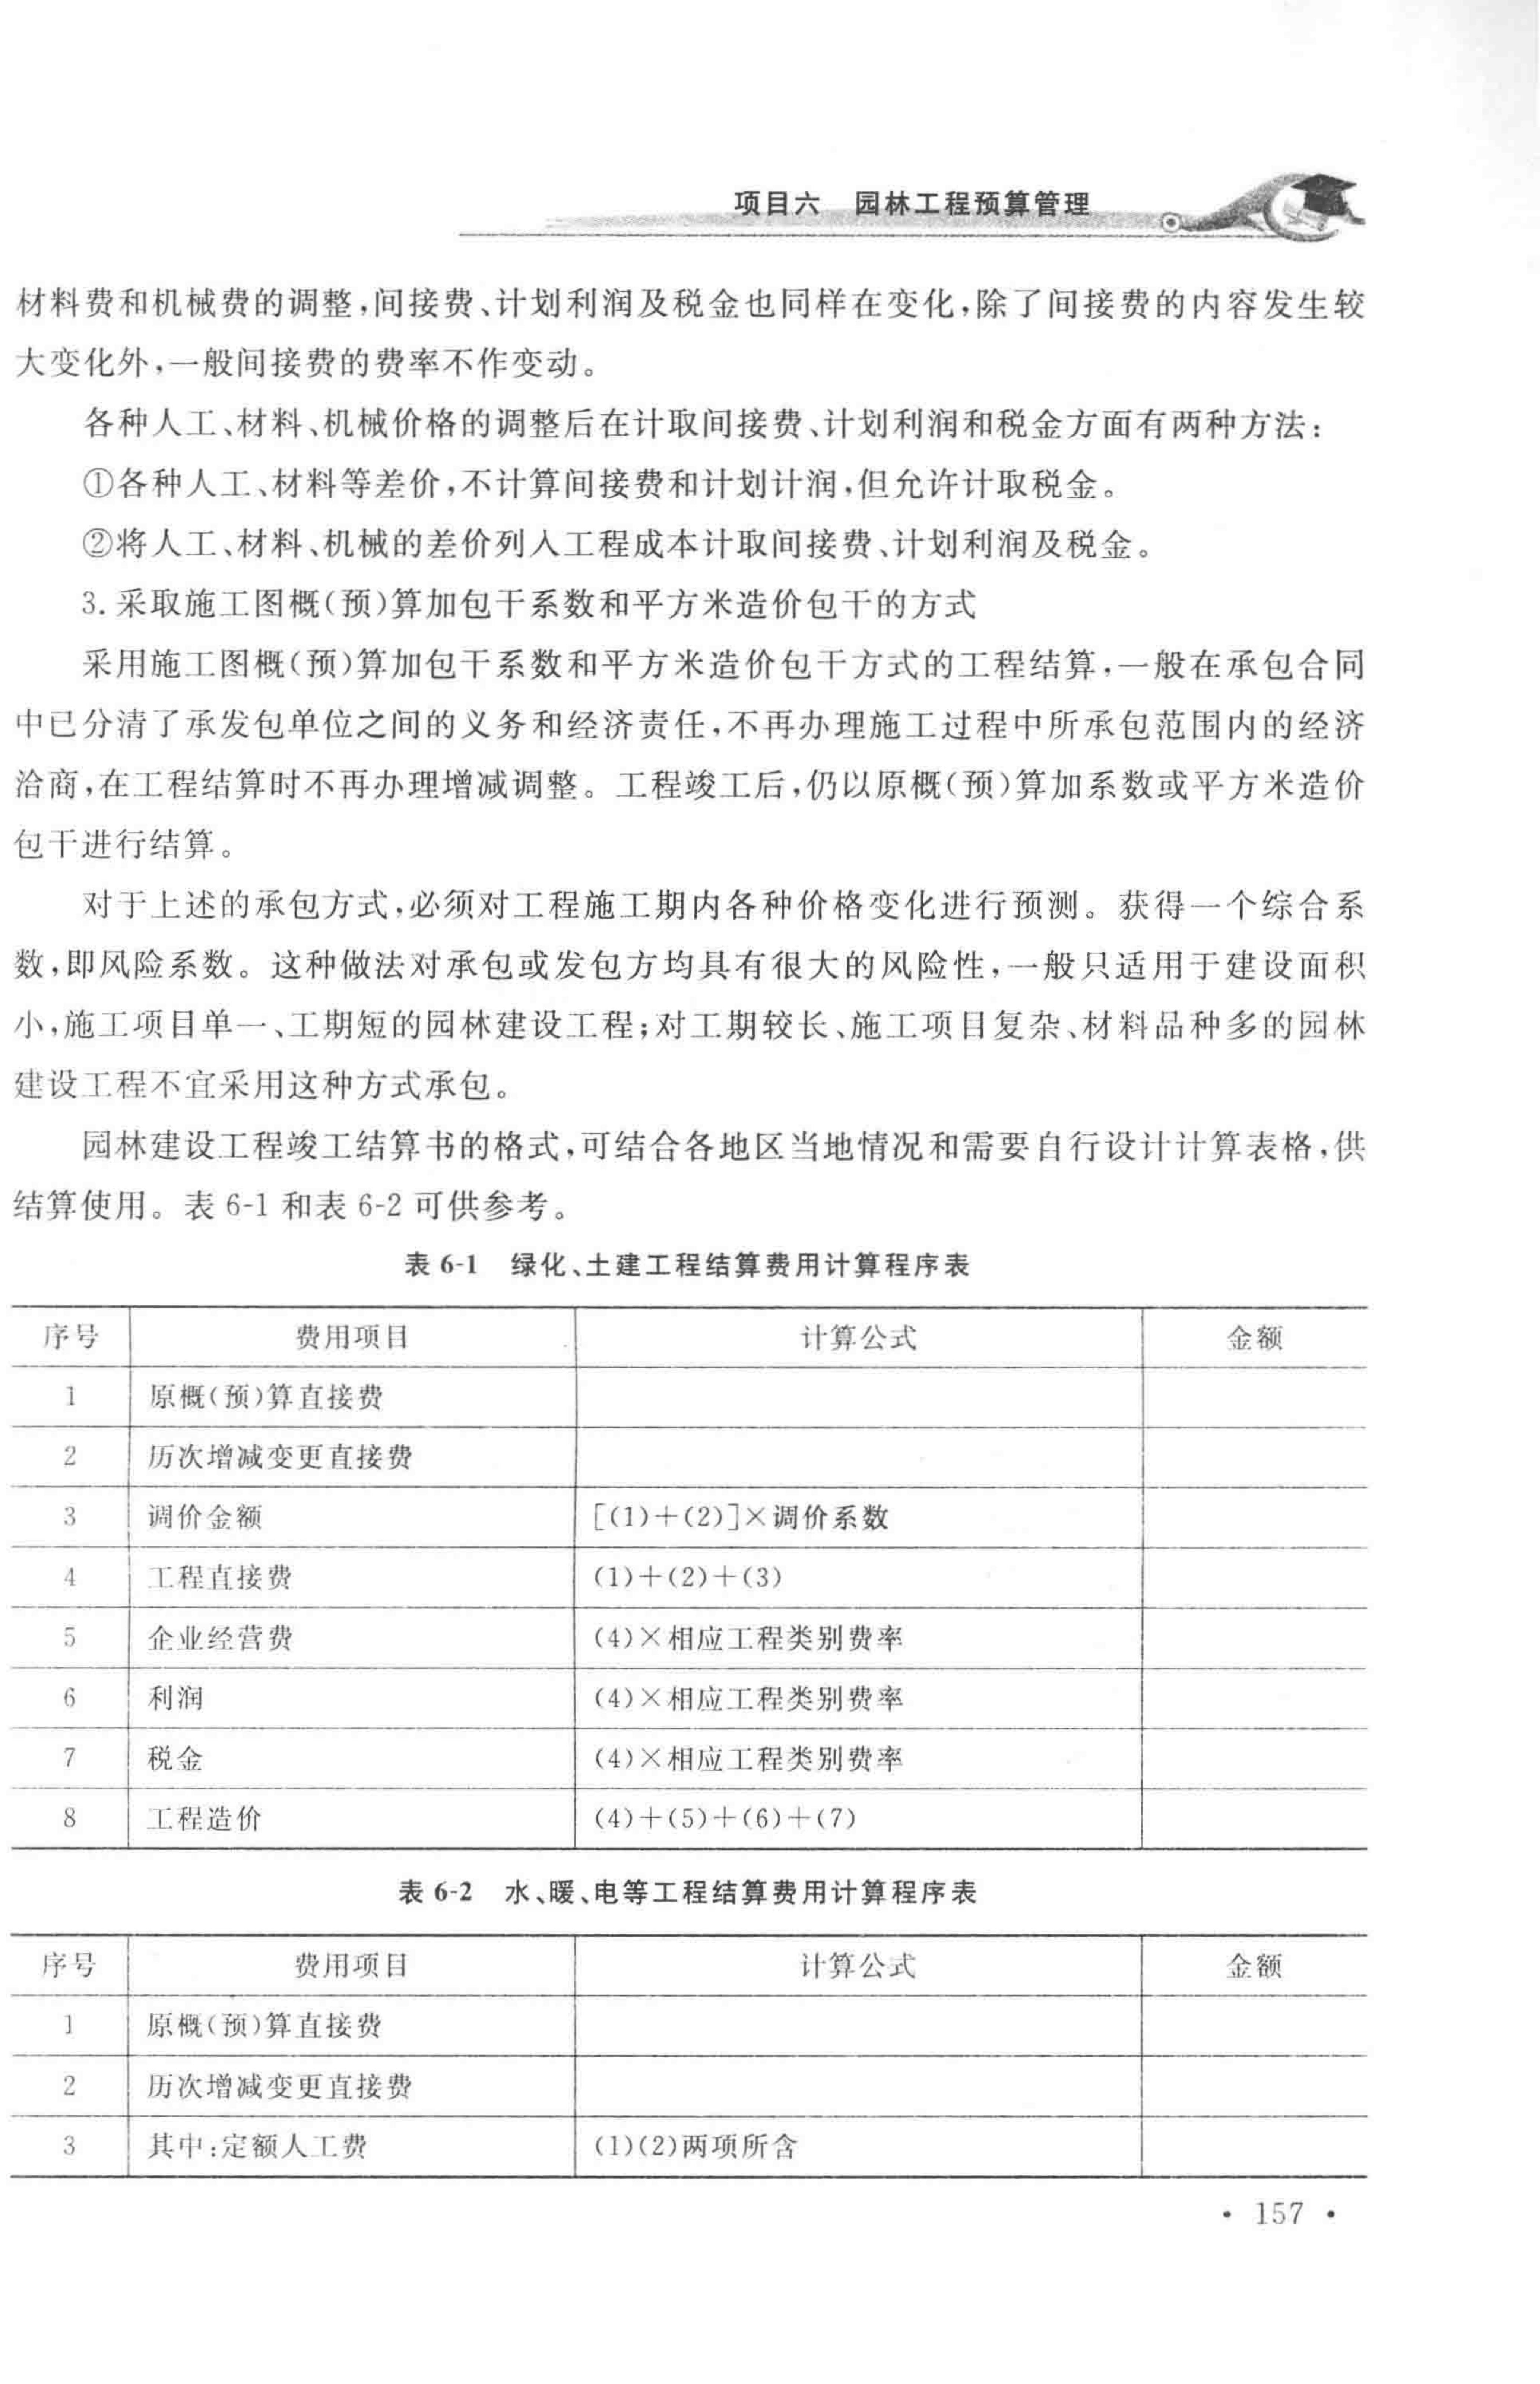 项目六 园林工程预算管理
材料费和机械费的调整,间接费、计划利润及税金也同样在变化,除了间接费的内容发生较
大变化外,一般间接费的费率不作变动。
各种人工、材料、机械价格的调整后在计取间接费、计划利润和税金方面有两种方法:
①各种人工、材料等差价,不计算间接费和计划计润,但允许计取税金。
②将人工、材料、机械的差价列入工程成本计取间接费、计划利润及税金。
3.采取施工图概(预)算加包干系数和平方米造价包干的方式
采用施工图概(预)算加包干系数和平方米造价包干方式的工程结算,一般在承包合同
中已分清了承发包单位之间的义务和经济责任,不再办理施工过程中所承包范围内的经济
洽商,在工程结算时不再办理增减调整。工程竣工后,仍以原概(预)算加系数或平方米造价
包干进行结算。
对于上述的承包方式,必须对工程施工期内各种价格变化进行预测。获得一个综合系
数,即风险系数。这种做法对承包或发包方均具有很大的风险性,一般只适用于建设面积
小,施工项目单一、工期短的园林建设工程;对工期较长、施工项目复杂、材料品种多的园林
建设工程不宜采用这种方式承包。
园林建设工程竣工结算书的格式,可结合各地区当地情况和需要自行设计计算表格,供
结算使用。表 6-1 和表 6-2 可供参考。
表 6-1 绿化、土建工程结算费用计算程序表
序号 费用项目 计算公式 金额
1 原概(预)算直接费
2 历次增减变更直接费
3 调价金额 [(1)+(2)]×调价系数
4 工程直接费 (1)+(2)+(3)
5 企业经营费 (4)×相应工程类别费率
6 利润 (4)×相应工程类别费率
7 税金 (4)×相应工程类别费率
8 工程造价 (4)+(5)+(6)+(7)
表 6-2 水、暖、电等工程结算费用计算程序表
序号 费用项目 计算公式 金额
1 原概(预)算直接费
2 历次增减变更直接费
3 其中:定额人工费 (1)(2)两项所含
• 157 •